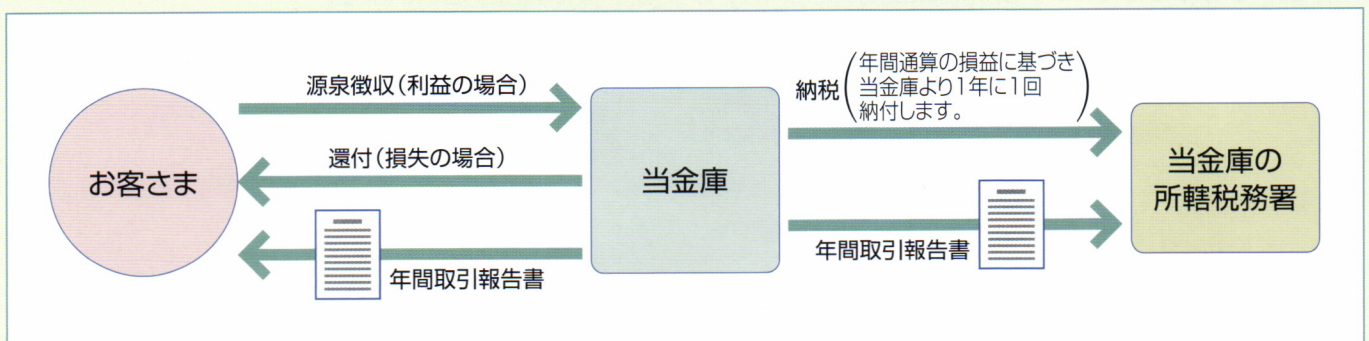 源泉徴収(利益の場合)
還付(損失の場合)
年間取引報告書
お客さま
当金庫
納税(年間通算の損益に基づき
当金庫より1年に1回
納付します。)
年間取引報告書
当金庫の
所轄税務署